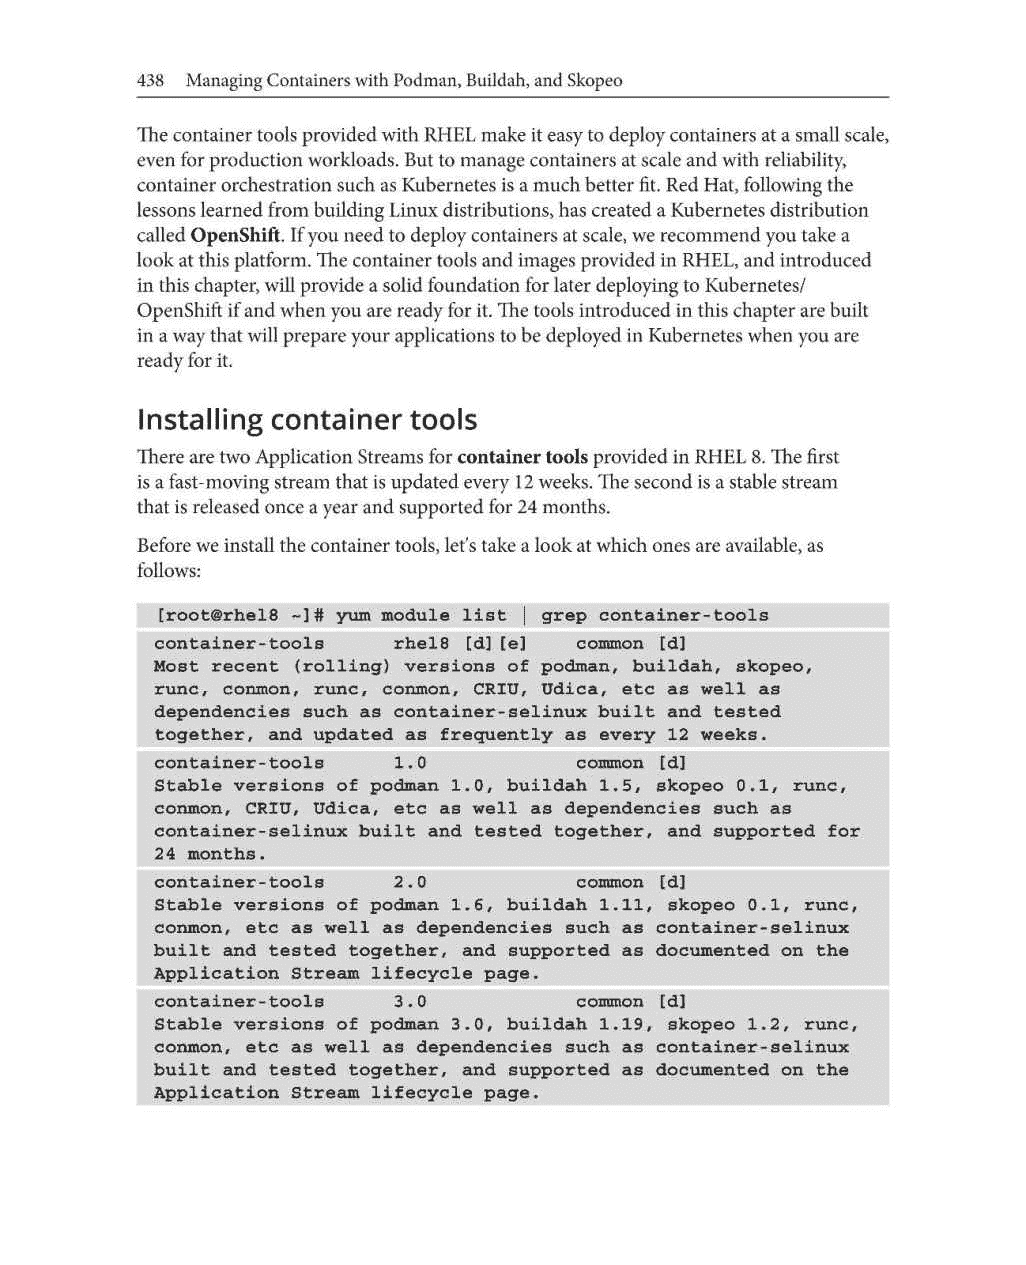 438 Managing Containers with Podman, Buildah, and Skopeo
The container tools provided with RHEL make it easy to deploy containers at a small scale,
even for production workloads. But to manage containers at scale and with reliability,
container orchestration such as Kubernetes is a much better fit. Red Hat, following the
lessons learned from building Linux distributions, has created a Kubernetes distribution
called OpenShift. If you need to deploy containers at scale, we recommend you take a
look at this platform. The container tools and images provided in RHEL, and introduced
in this chapter, will provide a solid foundation for later deploying to Kubernetes/
OpenShift if and when you are ready for it. The tools introduced in this chapter are built
in a way that will prepare your applications to be deployed in Kubernetes when you are
ready for it.
Installing container tools
There are two Application Streams for container tools provided in RHEL 8. The first
is a fast-moving stream that is updated every 12 weeks. The second is a stable stream
that is released once a year and supported for 24 months.
Before we install the container tools, let's take a look at which ones are available, as
follows:
[root@rhel8 ~]# yum module list | grep container-tools
container-tools rhel8 [d][e] common [d]
Most recent (rolling) versions of podman, buildah, skopeo,
runc, conmon, runc, conmon, CRIU, Udica, etc as well as
dependencies such as container-selinux built and tested
together, and updated as frequently as every 12 weeks.
container-tools 1.0 common [d]
Stable versions of podman 1.0, buildah 1.5, skopeo 0.1, runc,
conmon, CRIU, Udica, etc as well as dependencies such as
container-selinux built and tested together, and supported for
24 months.
container-tools 2.0 common [d]
Stable versions of podman 1.6, buildah 1.11, skopeo 0.1, runc,
conmon, etc as well as dependencies such as container-selinux
built and tested together, and supported as documented on the
Application Stream lifecycle page.
container-tools 3.0 common [d]
Stable versions of podman 3.0, buildah 1.19, skopeo 1.2, runc,
conmon, etc as well as dependencies such as container-selinux
built and tested together, and supported as documented on the
Application Stream lifecycle page.